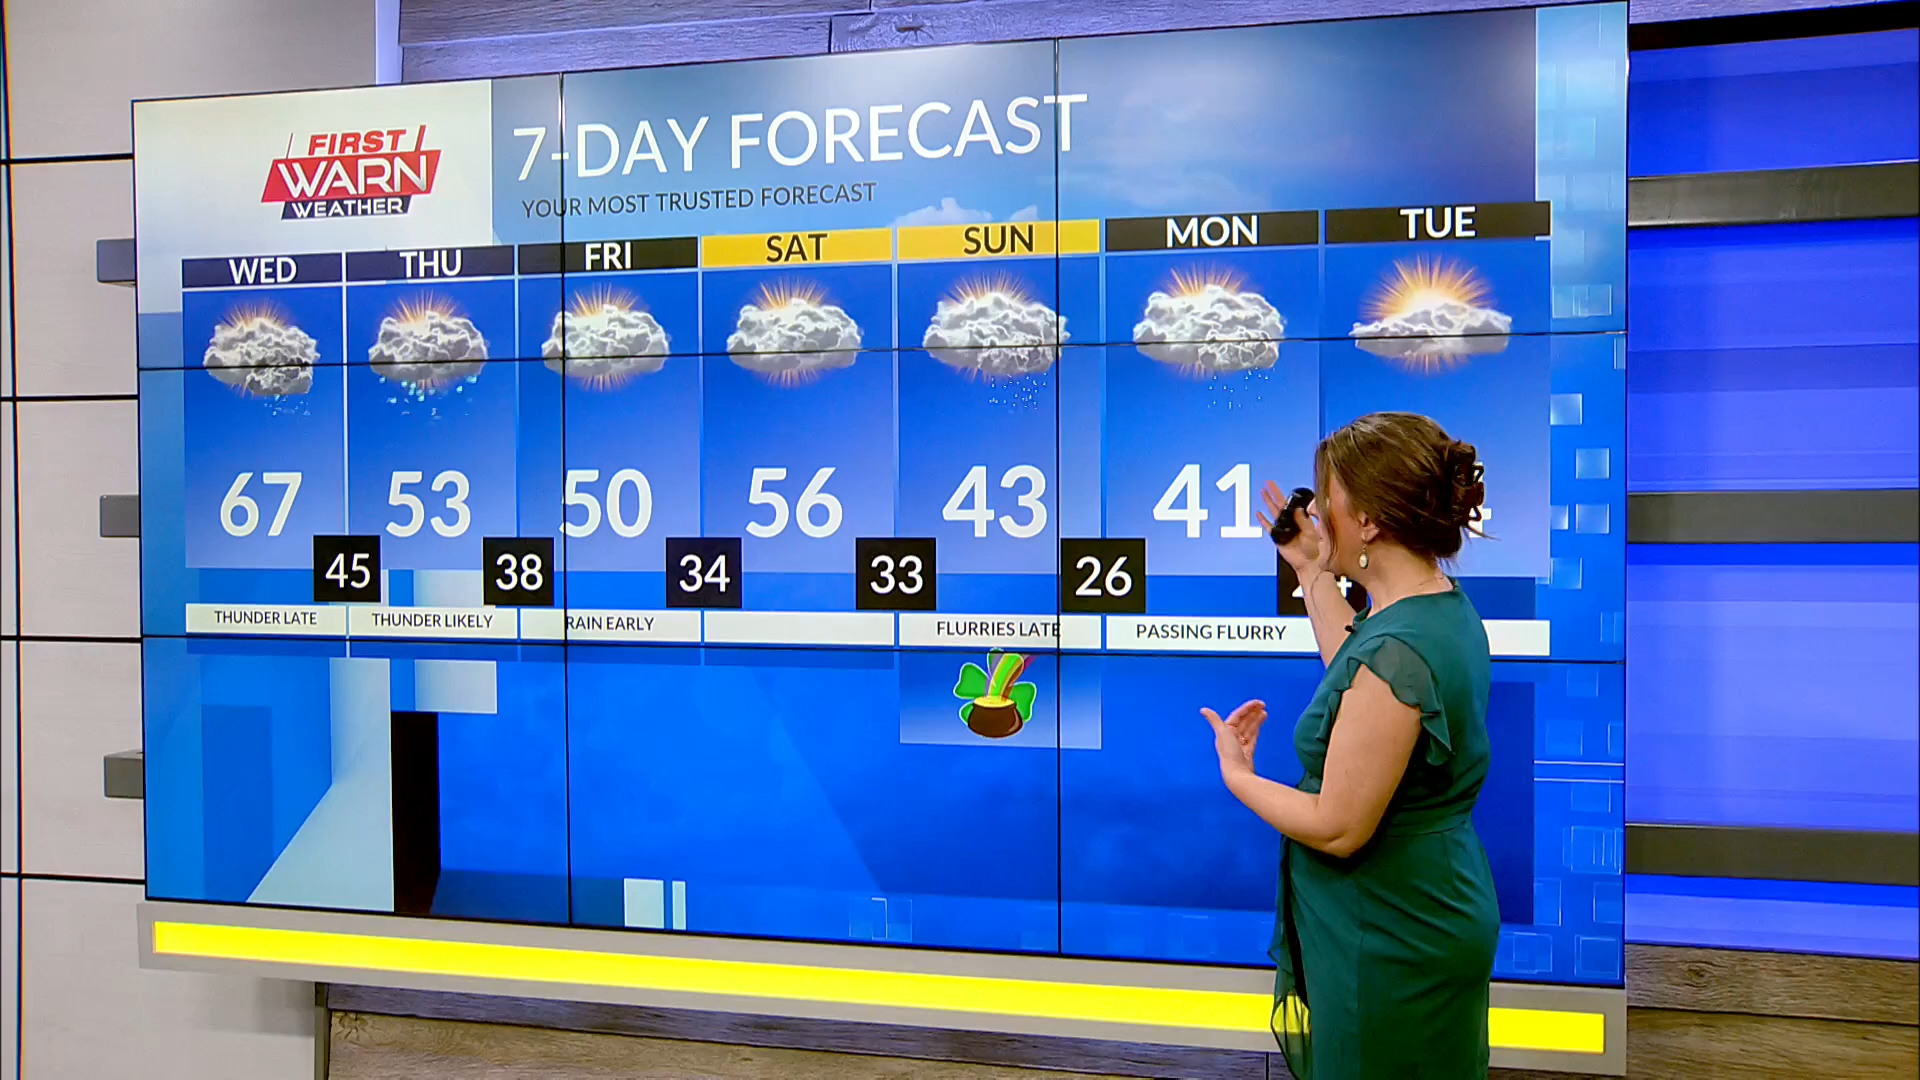 FIRST
WARN
WEATHER
7-DAY FORECAST
YOUR MOST TRUSTED FORECAST
WED THU FRI SAT SUN MON TUE
67 53 50 56 43 41
45 38 34 33 26
THUNDER LATE THUNDER LIKELY RAIN EARLY FLURRIES LATE PASSING FLURRY